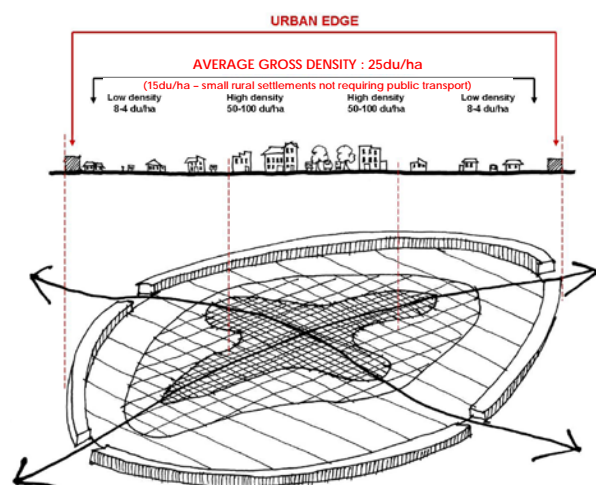 URBAN EDGE
AVERAGE GROSS DENSITY : 25du/ha
(15du/ha – small rural settlements not requiring public transport)
Low density High density High density Low density
8-4 du/ha 50-100 du/ha 50-100 du/ha 8-4 du/ha